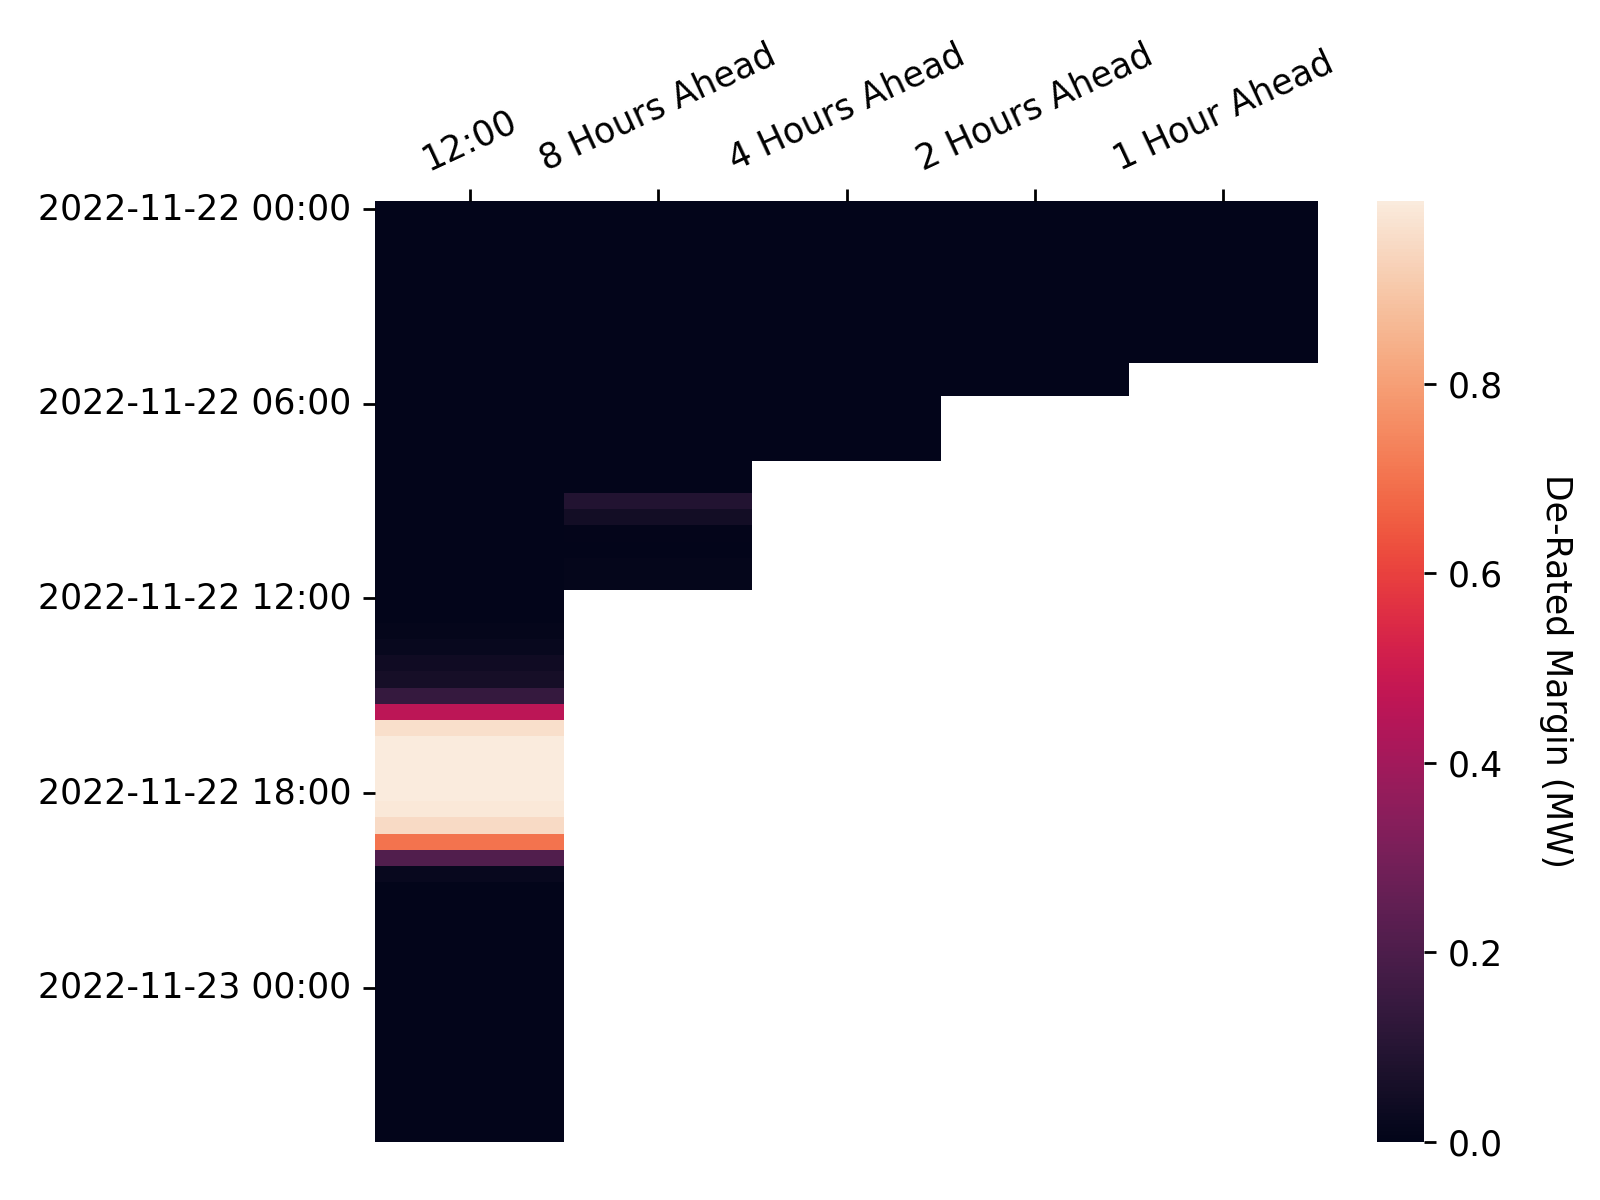 12:00
8 Hours Ahead
4 Hours Ahead
2 Hours Ahead
1 Hour Ahead
2022-11-22 00:00
2022-11-22 06:00
2022-11-22 12:00
2022-11-22 18:00
2022-11-23 00:00
0.8
0.6
0.4
0.2
0.0
De-Rated Margin (MW)